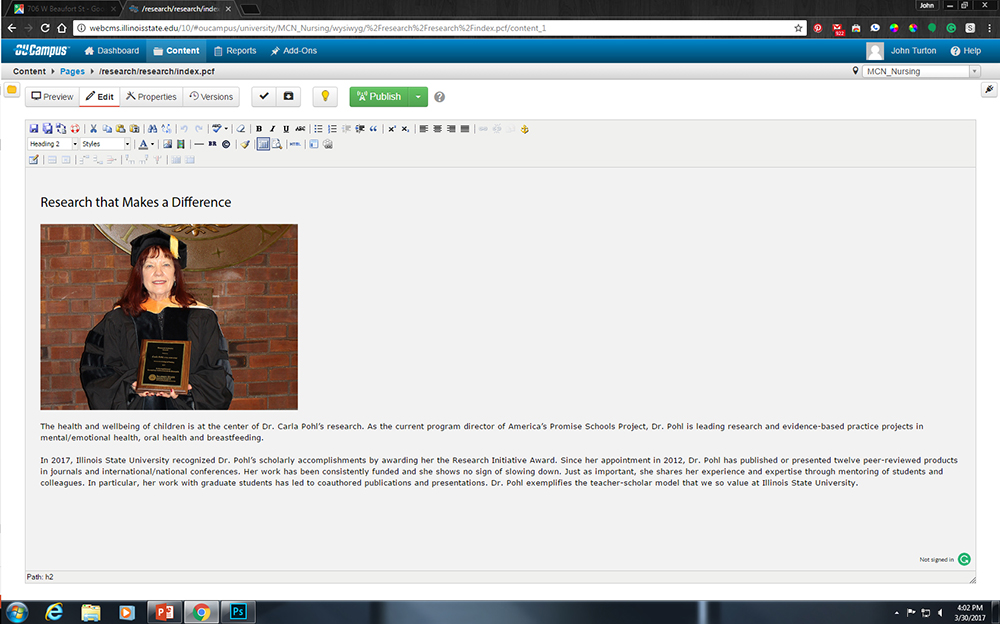 706 W Beaufort St - Goo
/research/research/index
John
webcms.illinoisstate.edu/10/#oucampus/university/MCN_Nursing/wysiwyg/%2Fresearch%2Fresearch%2Findex.pcf/content_1
922
S
OUCampus Dashboard Content Reports Add-Ons John Turton Help
Content Pages /research/research/index.pcf MCN_Nursing
Preview Edit Properties Versions Publish
B I U ABC
Heading 2 Styles A BR HTML
Research that Makes a Difference
The health and wellbeing of children is at the center of Dr. Carla Pohl's research. As the current program director of America's Promise Schools Project, Dr. Pohl is leading research and evidence-based practice projects in
mental/emotional health, oral health and breastfeeding.
In 2017, Illinois State University recognized Dr. Pohl's scholarly accomplishments by awarding her the Research Initiative Award. Since her appointment in 2012, Dr. Pohl has published or presented twelve peer-reviewed products
in journals and international/national conferences. Her work has been consistently funded and she shows no sign of slowing down. Just as important, she shares her experience and expertise through mentoring of students and
colleagues. In particular, her work with graduate students has led to coauthored publications and presentations. Dr. Pohl exemplifies the teacher-scholar model that we so value at Illinois State University.
Not signed in
Path: h2
Ps
4:02 PM
3/30/2017